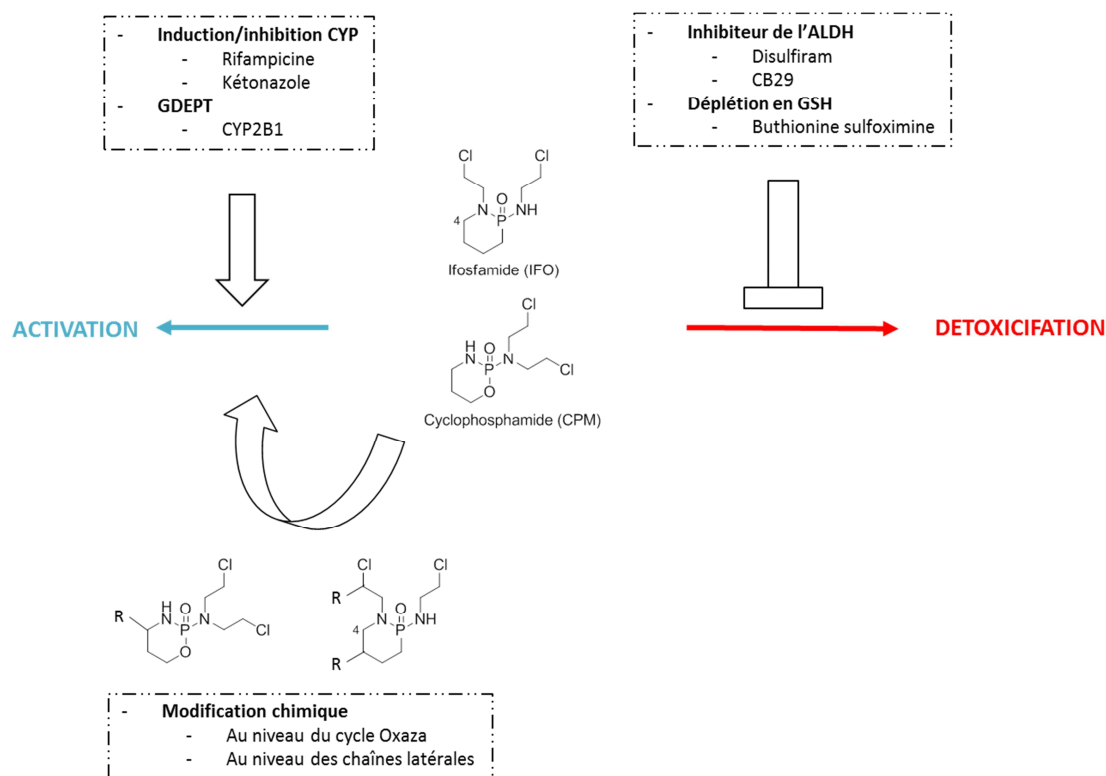 - Induction/inhibition CYP
- Rifampicine
- Kétonazole
- GDEPT
- CYP2B1
- Inhibiteur de l'ALDH
- Disulfiram
- CB29
- Déplétion en GSH
- Buthionine sulfoximine
Cl Cl
O
N P NH
4
Ifosfamide (IFO)
ACTIVATION
DETOXICIFATION
Cl
H O
N P N
Cl
O
Cyclophosphamide (CPM)
Cl
H O
R N P N
Cl
O
Cl Cl
R O
N P NH
4
R
- Modification chimique
- Au niveau du cycle Oxaza
- Au niveau des chaînes latérales